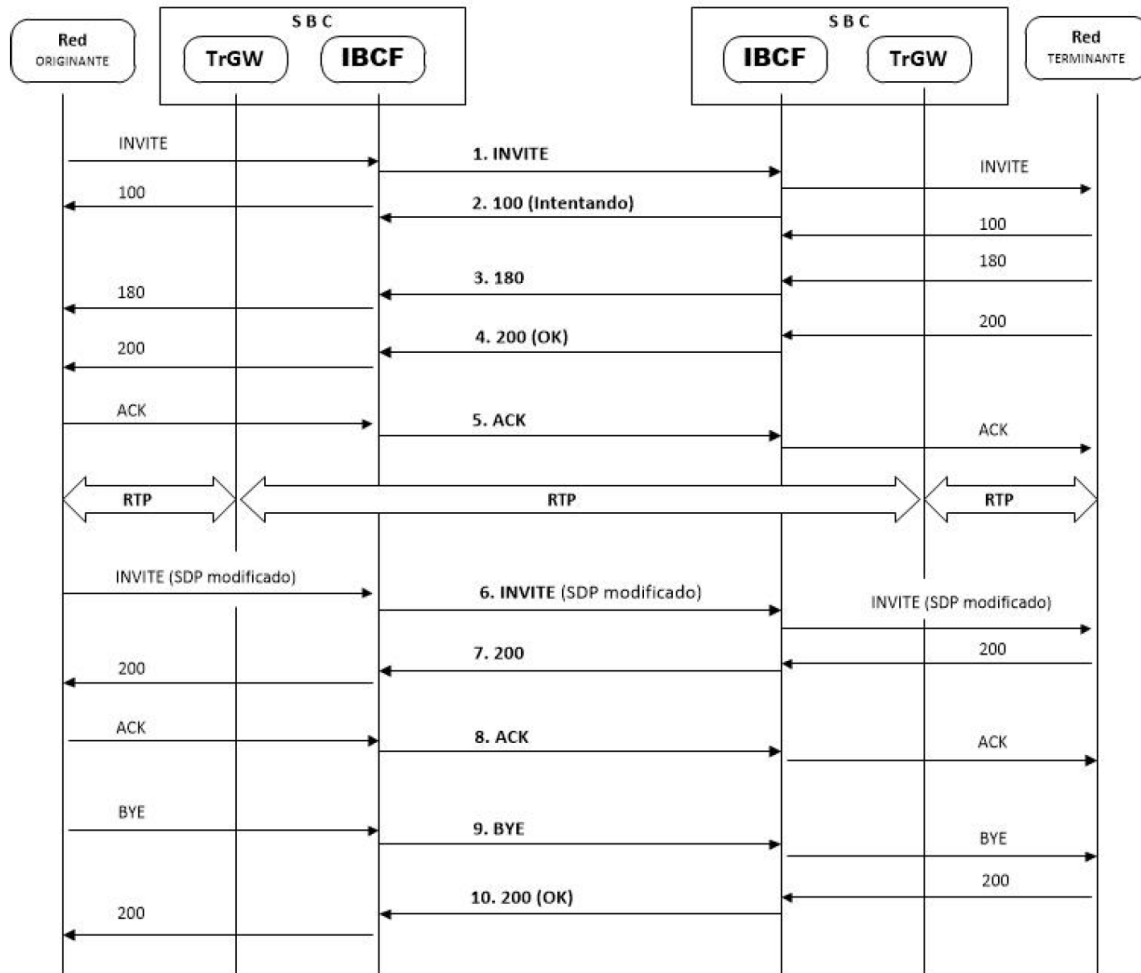 S B C
S B C
Red
ORIGINANTE
TrGW
IBCF
IBCF
TrGW
Red
TERMINANTE
INVITE
1. INVITE
INVITE
100
2. 100 (Intentando)
100
180
3. 180
180
200
4. 200 (OK)
200
ACK
5. ACK
ACK
RTP
RTP
RTP
INVITE (SDP modificado)
6. INVITE (SDP modificado)
INVITE (SDP modificado)
200
7. 200
200
ACK
8. ACK
ACK
BYE
9. BYE
BYE
200
10. 200 (OK)
200